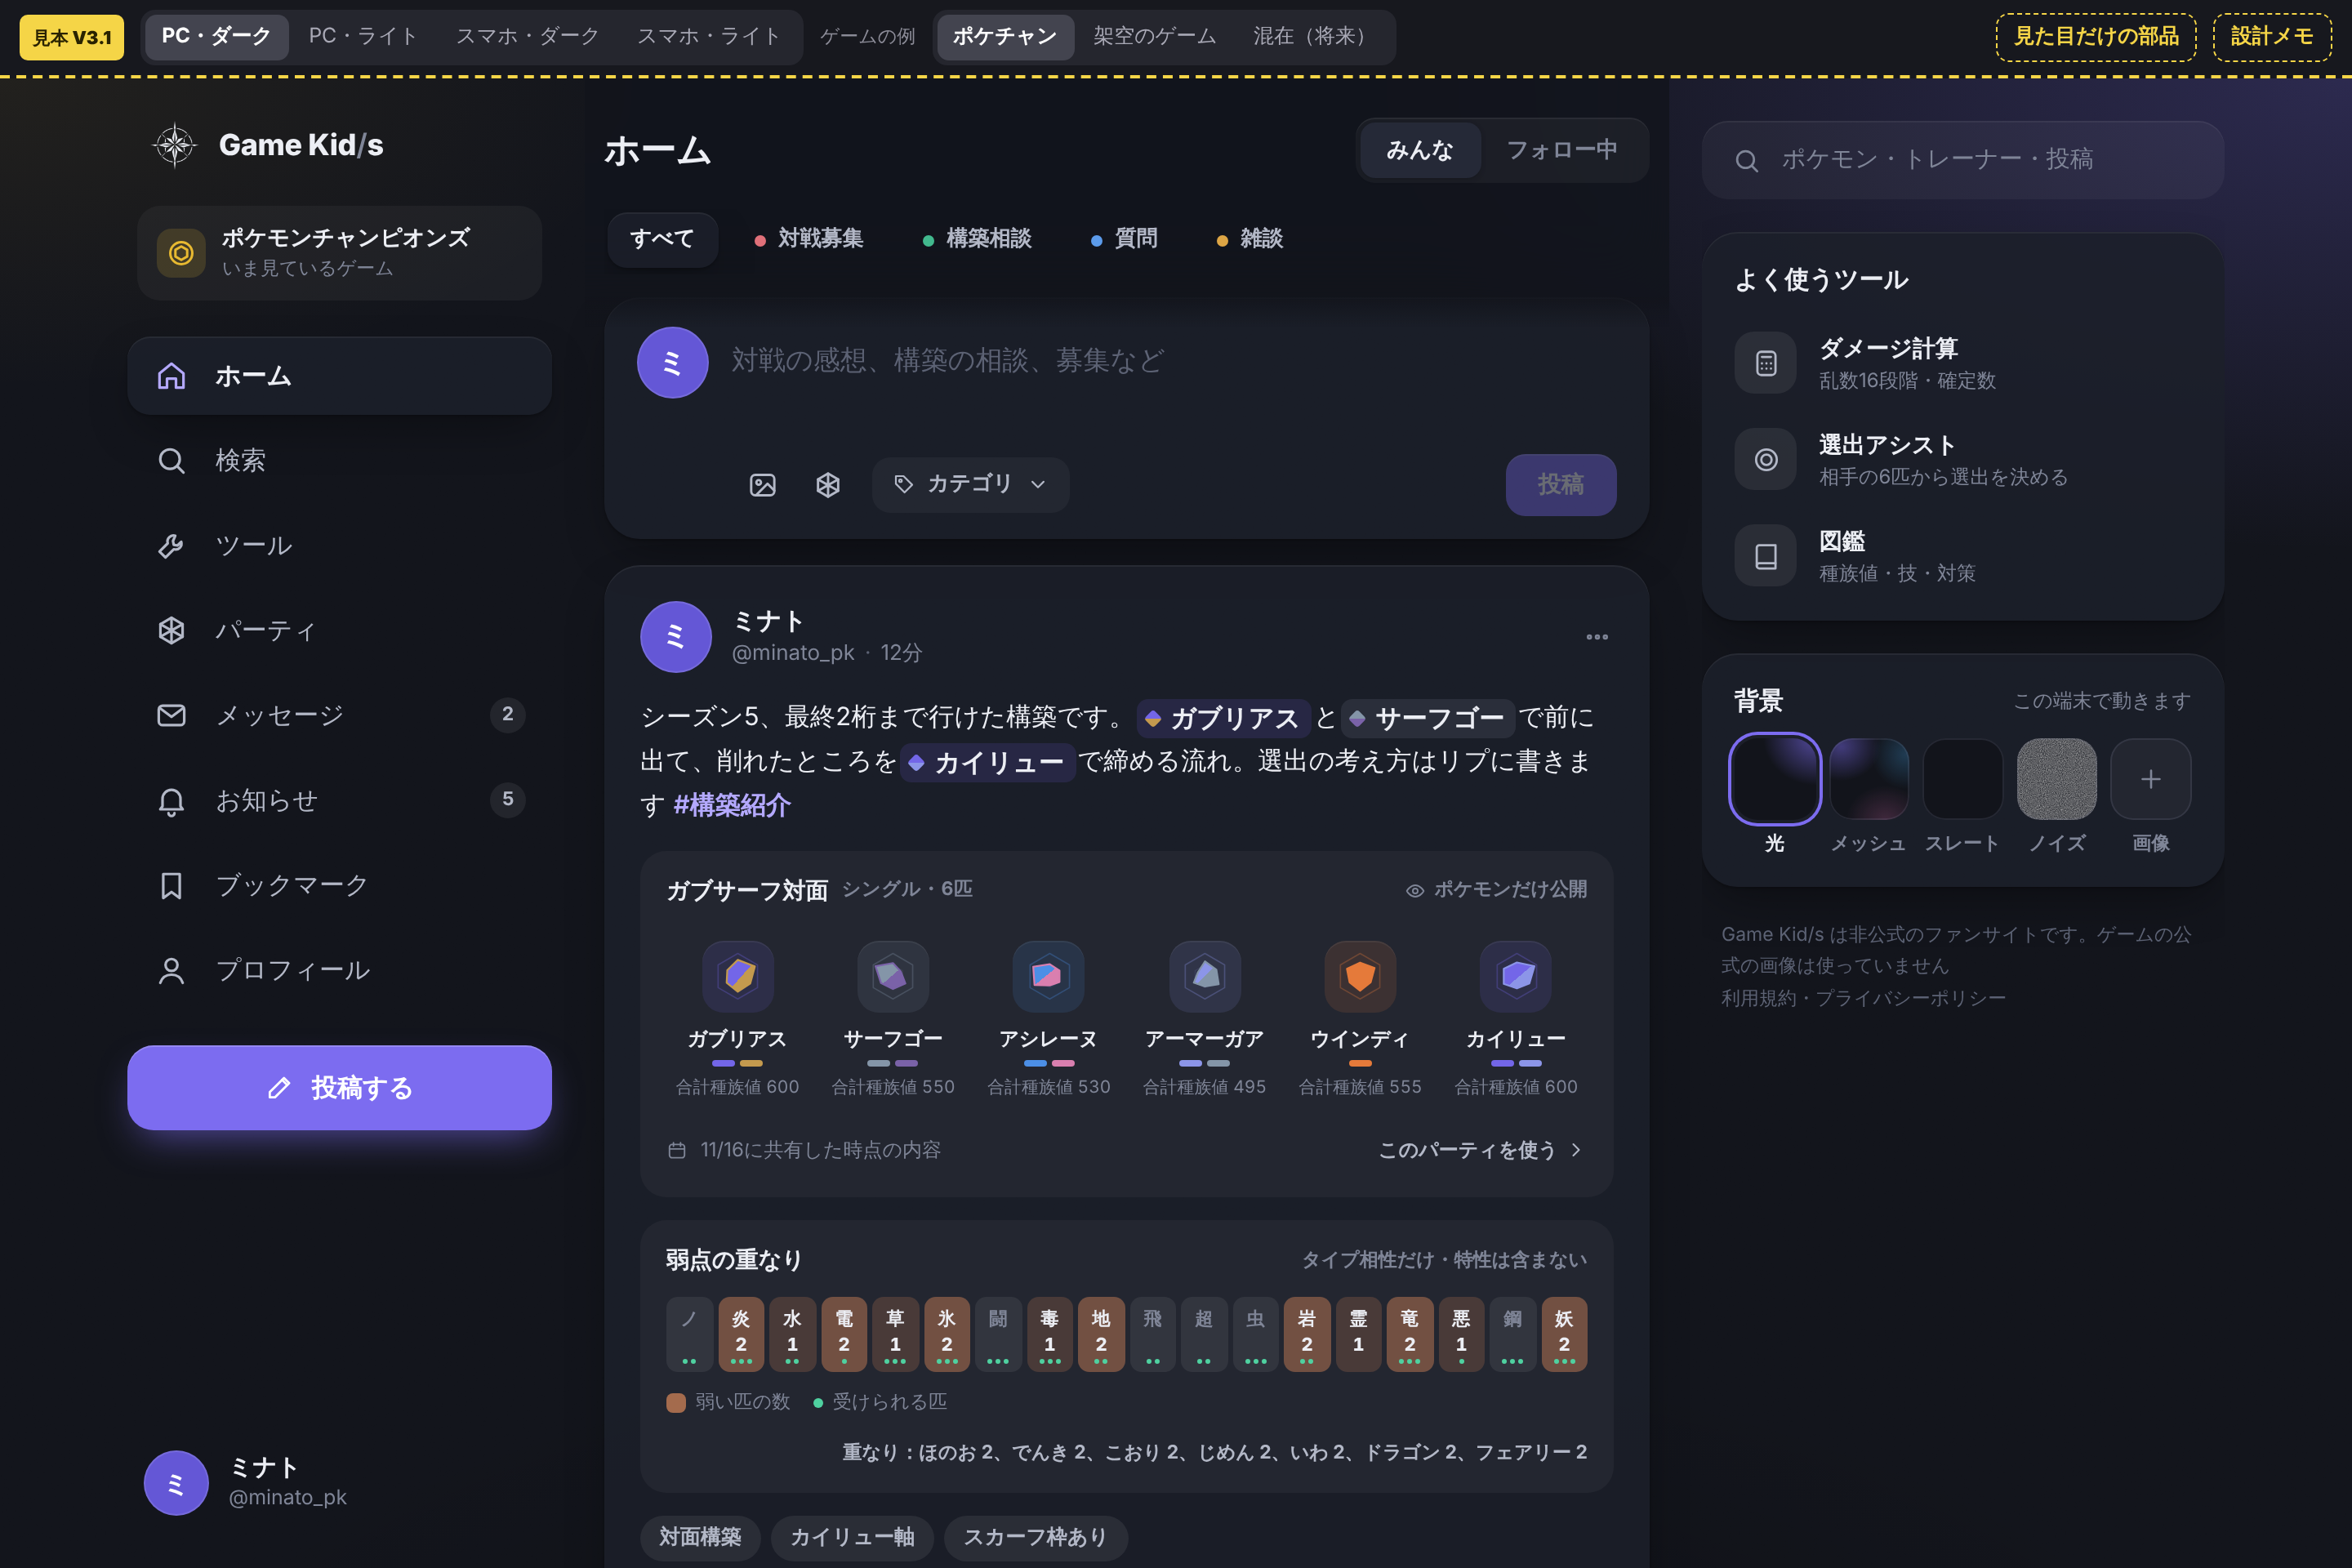 見本 V3.1
PC・ダーク
PC・ライト
スマホ・ダーク
スマホ・ライト
ゲームの例
ポケチャン
架空のゲーム
混在（将来）
見た目だけの部品
設計メモ
Game Kid/s
ポケモンチャンピオンズ
いま見ているゲーム
ホーム
検索
ツール
パーティ
メッセージ 2
お知らせ 5
ブックマーク
プロフィール
投稿する
ミ
ミナト
@minato_pk
ホーム
みんな
フォロー中
すべて
対戦募集
構築相談
質問
雑談
ミ
対戦の感想、構築の相談、募集など
カテゴリ
投稿
ミ
ミナト
@minato_pk · 12分
シーズン5、最終2桁まで行けた構築です。 ガブリアス と サーフゴー で前に
出て、削れたところを カイリュー で締める流れ。選出の考え方はリプに書きま
す #構築紹介
ガブサーフ対面 シングル・6匹
ポケモンだけ公開
ガブリアス
合計種族値 600
サーフゴー
合計種族値 550
アシレーヌ
合計種族値 530
アーマーガア
合計種族値 495
ウインディ
合計種族値 555
カイリュー
合計種族値 600
11/16に共有した時点の内容
このパーティを使う
弱点の重なり
タイプ相性だけ・特性は含まない
ノ 炎 水 電 草 氷 闘 毒 地 飛 超 虫 岩 霊 竜 悪 鋼 妖
2 1 2 1 2 1 2 2 1 2 1 2
弱い匹の数
受けられる匹
重なり：ほのお 2、でんき 2、こおり 2、じめん 2、いわ 2、ドラゴン 2、フェアリー 2
対面構築
カイリュー軸
スカーフ枠あり
ポケモン・トレーナー・投稿
よく使うツール
ダメージ計算
乱数16段階・確定数
選出アシスト
相手の6匹から選出を決める
図鑑
種族値・技・対策
背景
この端末で動きます
光
メッシュ
スレート
ノイズ
画像
Game Kid/s は非公式のファンサイトです。ゲームの公
式の画像は使っていません
利用規約・プライバシーポリシー